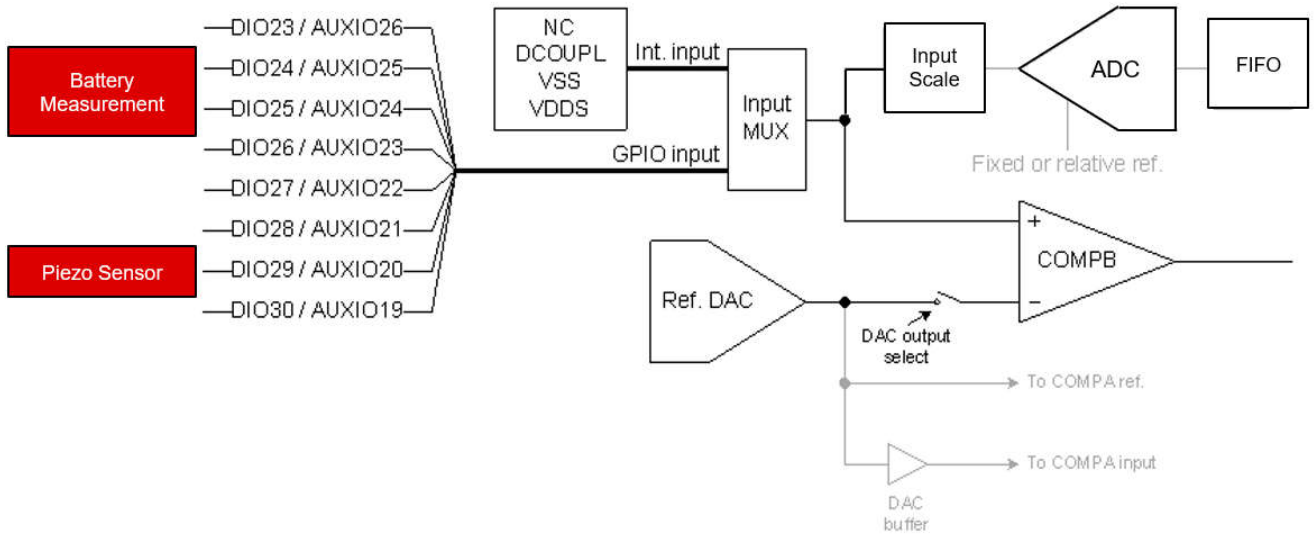 Battery
Measurement
Piezo Sensor
DIO23 / AUXIO26
DIO24 / AUXIO25
DIO25 / AUXIO24
DIO26 / AUXIO23
DIO27 / AUXIO22
DIO28 / AUXIO21
DIO29 / AUXIO20
DIO30 / AUXIO19
NC
DCOUPL
VSS
VDDS
Int. input
GPIO input
Input
MUX
Input
Scale
ADC
FIFO
Fixed or relative ref.
+
COMPB
−
Ref. DAC
DAC output
select
To COMPA ref.
To COMPA input
DAC
buffer